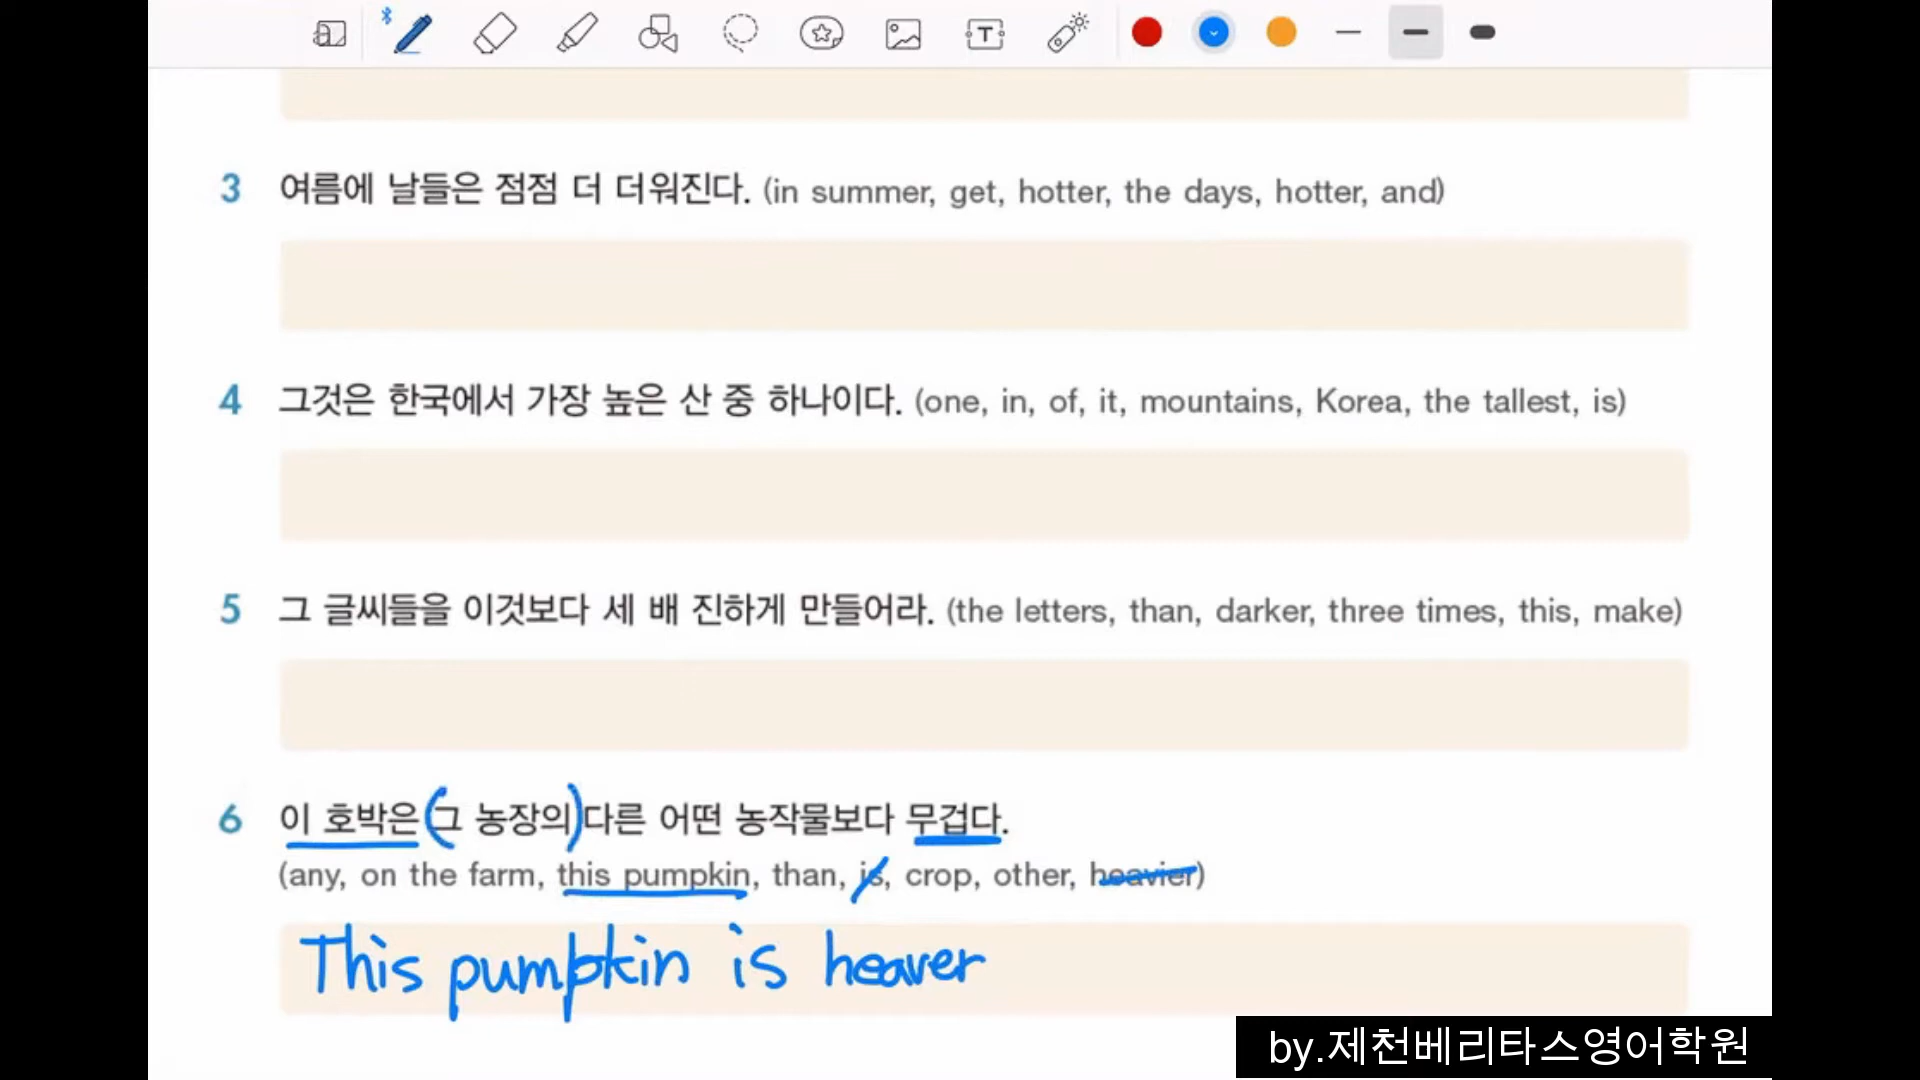 3 여름에 날들은 점점 더 더워진다. (in summer, get, hotter, the days, hotter, and)
4 그것은 한국에서 가장 높은 산 중 하나이다. (one, in, of, it, mountains, Korea, the tallest, is)
5 그 글씨들을 이것보다 세 배 진하게 만들어라. (the letters, than, darker, three times, this, make)
6 이 호박은 (그 농장의) 다른 어떤 농작물보다 무겁다.
(any, on the farm, this pumpkin, than, is, crop, other, heavier)
This pumpkin is heaver
by.제천베리타스영어학원